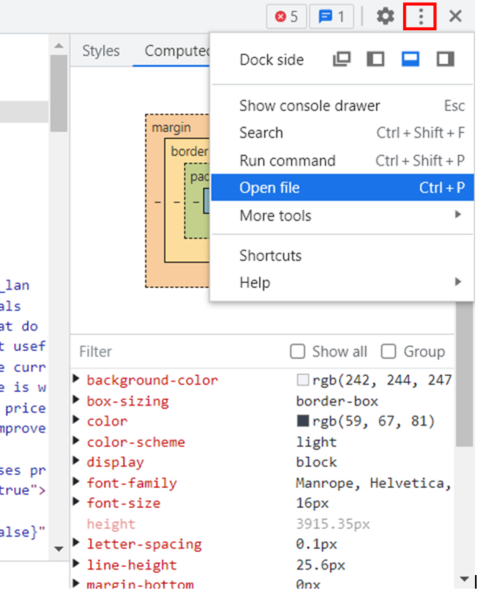 5 1
Styles Computed
Dock side
Show console drawer Esc
Search Ctrl + Shift + F
Run command Ctrl + Shift + P
Open file Ctrl + P
More tools
Shortcuts
Help
margin
border
pad
–
–
_lan
als
at do
t usef
e curr
e is w
price
mprove
ses pr
true">
alse}"
Filter Show all Group
background-color rgb(242, 244, 247
box-sizing border-box
color rgb(59, 67, 81)
color-scheme light
display block
font-family Manrope, Helvetica,
font-size 16px
height 3915.35px
letter-spacing 0.1px
line-height 25.6px
margin-bottom 0px